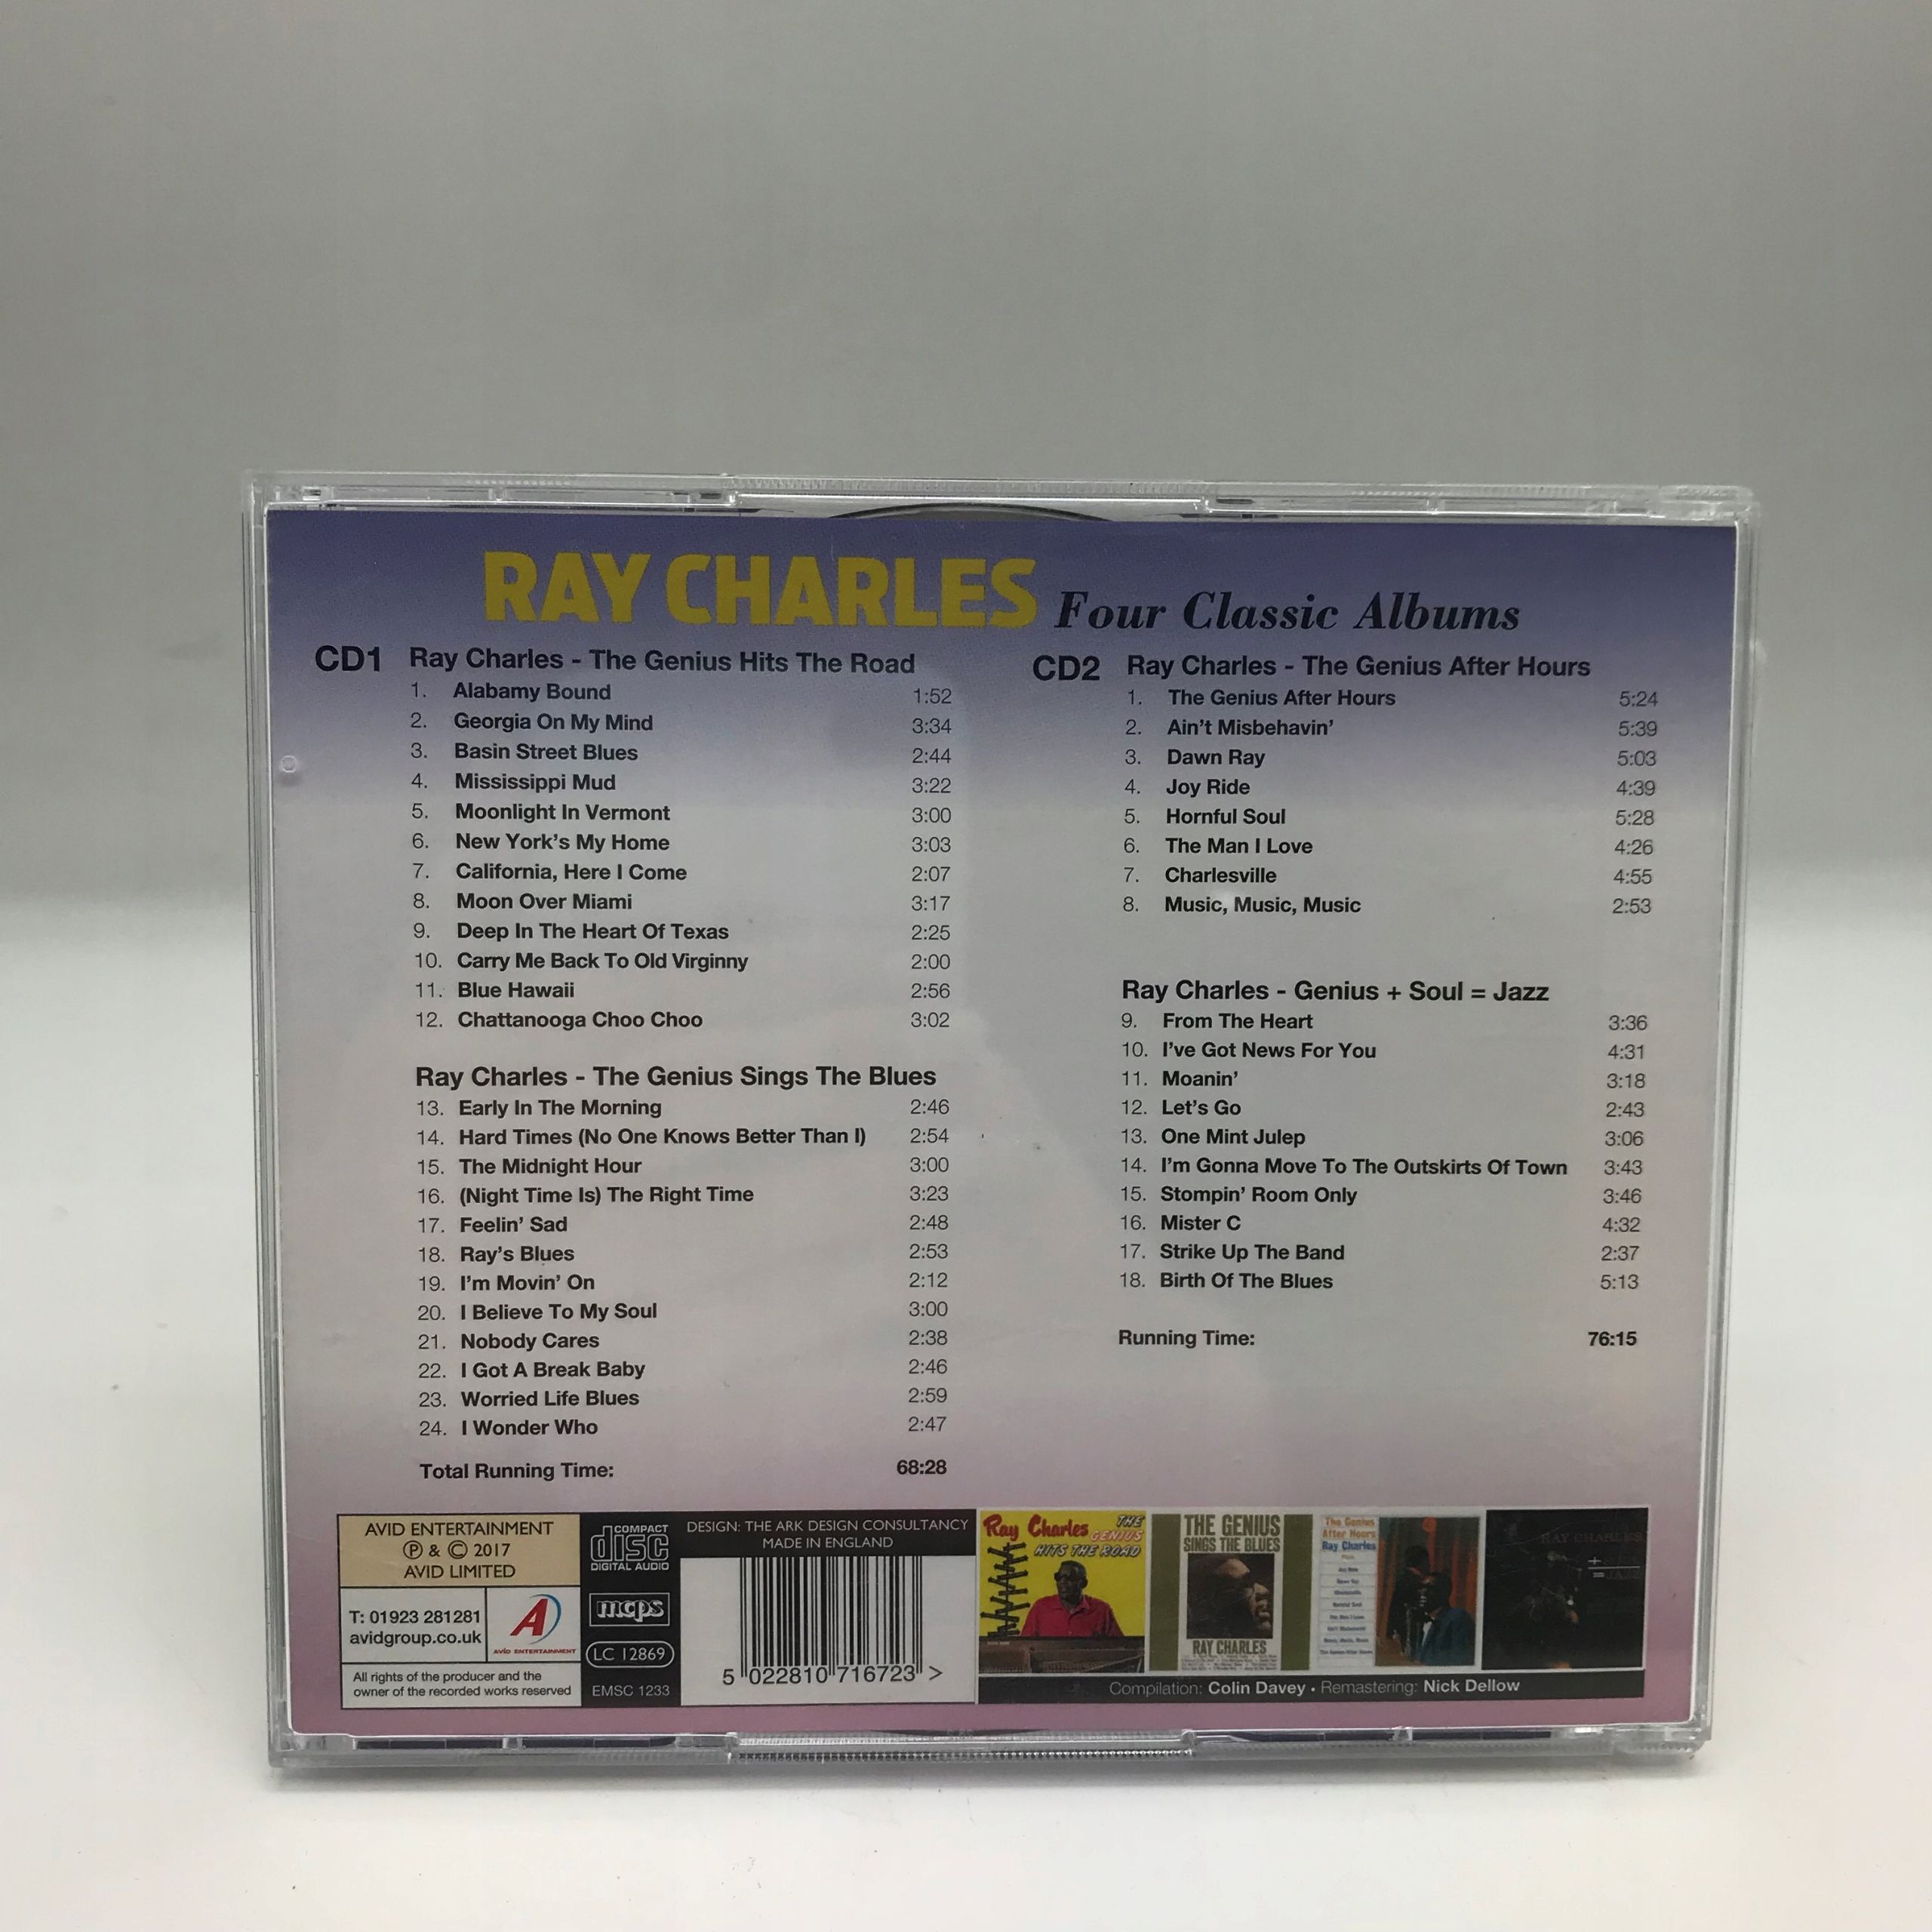 RAY CHARLES Four Classic Albums
CD1 Ray Charles - The Genius Hits The Road
1. Alabamy Bound 1:52
2. Georgia On My Mind 3:34
3. Basin Street Blues 2:44
4. Mississippi Mud 3:22
5. Moonlight In Vermont 3:00
6. New York's My Home 3:03
7. California, Here I Come 2:07
8. Moon Over Miami 3:17
9. Deep In The Heart Of Texas 2:25
10. Carry Me Back To Old Virginny 2:00
11. Blue Hawaii 2:56
12. Chattanooga Choo Choo 3:02
Ray Charles - The Genius Sings The Blues
13. Early In The Morning 2:46
14. Hard Times (No One Knows Better Than I) 2:54
15. The Midnight Hour 3:00
16. (Night Time Is) The Right Time 3:23
17. Feelin' Sad 2:48
18. Ray's Blues 2:53
19. I'm Movin' On 2:12
20. I Believe To My Soul 3:00
21. Nobody Cares 2:38
22. I Got A Break Baby 2:46
23. Worried Life Blues 2:59
24. I Wonder Who 2:47
Total Running Time: 68:28
CD2 Ray Charles - The Genius After Hours
1. The Genius After Hours 5:24
2. Ain't Misbehavin' 5:39
3. Dawn Ray 5:03
4. Joy Ride 4:39
5. Hornful Soul 5:28
6. The Man I Love 4:26
7. Charlesville 4:55
8. Music, Music, Music 2:53
Ray Charles - Genius + Soul = Jazz
9. From The Heart 3:36
10. I've Got News For You 4:31
11. Moanin' 3:18
12. Let's Go 2:43
13. One Mint Julep 3:06
14. I'm Gonna Move To The Outskirts Of Town 3:43
15. Stompin' Room Only 3:46
16. Mister C 4:32
17. Strike Up The Band 2:37
18. Birth Of The Blues 5:13
Running Time: 76:15
AVID ENTERTAINMENT
℗ & © 2017
AVID LIMITED
T: 01923 281281
avidgroup.co.uk
A
AVID ENTERTAINMENT
All rights of the producer and the
owner of the recorded works reserved
COMPACT
disc
DIGITAL AUDIO
mcps
LC 12869
EMSC 1233
DESIGN: THE ARK DESIGN CONSULTANCY
MADE IN ENGLAND
5 022810 716723 >
Ray Charles THE
GENIUS
HITS THE ROAD
THE GENIUS
SINGS THE BLUES
RAY CHARLES
The Genius
After Hours
Ray Charles
RAY CHARLES
+
= JAZZ
Compilation: Colin Davey • Remastering: Nick Dellow